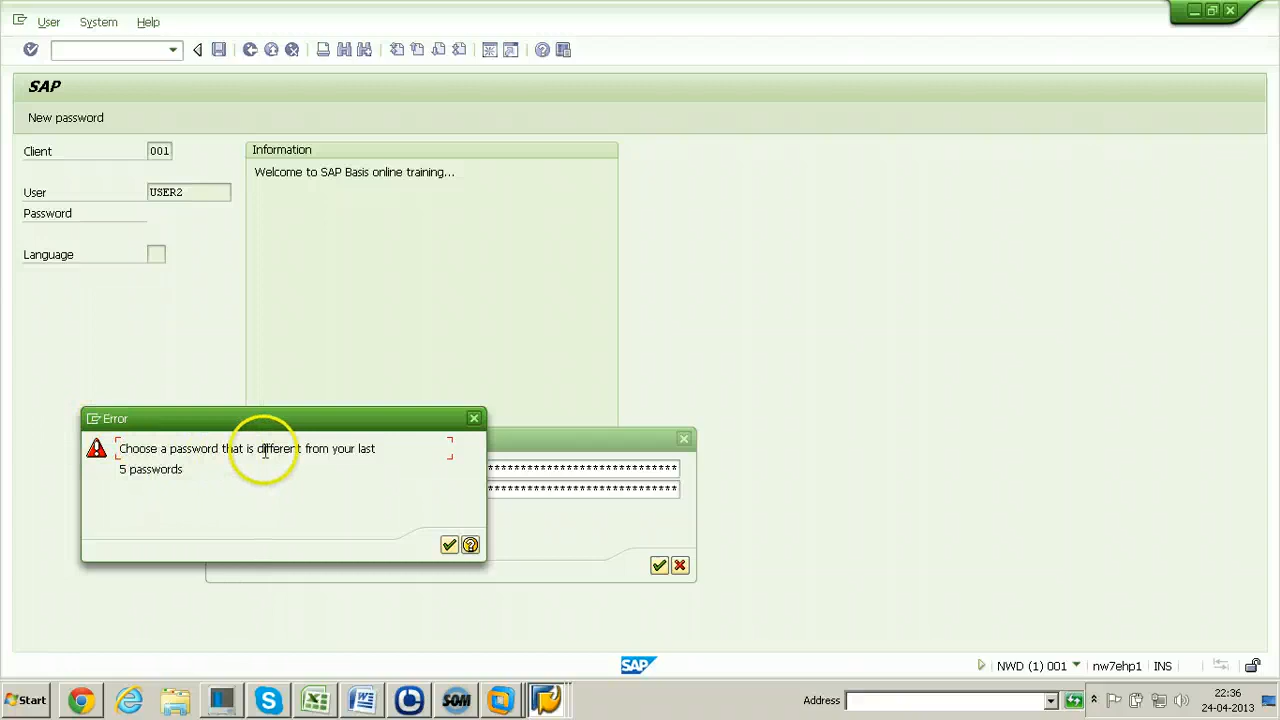 User System Help
SAP
New password
Client 001
Information
Welcome to SAP Basis online training...
User USER2
Password
Language
Error
Choose a password that is different from your last
5 passwords
*****************************
*****************************
SAP
NWD (1) 001 nw7ehp1 INS
Start
SOM
Address
22:36
24-04-2013